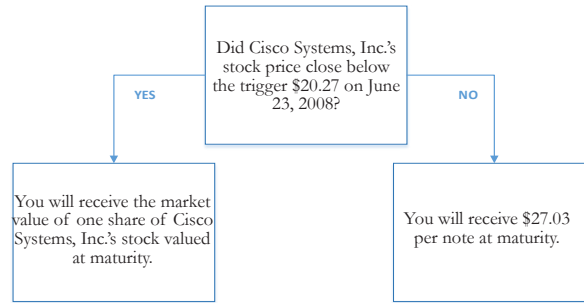 Did Cisco Systems, Inc.'s
stock price close below
the trigger $20.27 on June
23, 2008?
YES
NO
You will receive the market
value of one share of Cisco
Systems, Inc.'s stock valued
at maturity.
You will receive $27.03
per note at maturity.